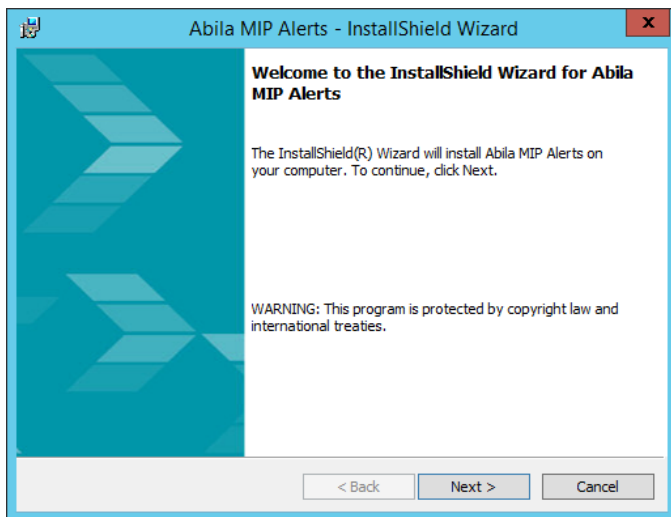 Abila MIP Alerts - InstallShield Wizard
x
Welcome to the InstallShield Wizard for Abila
MIP Alerts
The InstallShield(R) Wizard will install Abila MIP Alerts on
your computer. To continue, click Next.
WARNING: This program is protected by copyright law and
international treaties.
< Back Next > Cancel